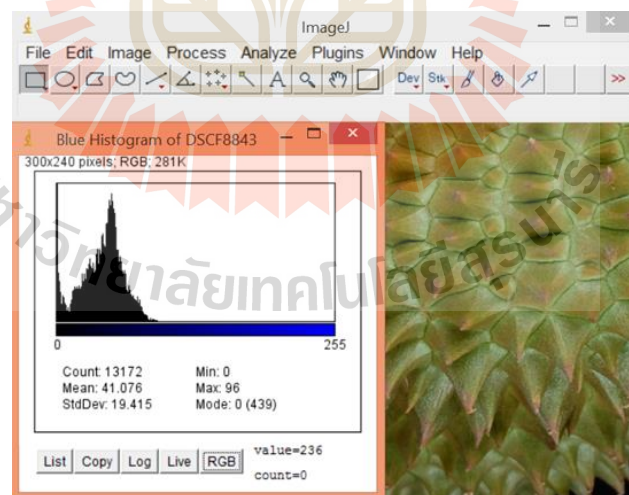 ImageJ
File Edit Image Process Analyze Plugins Window Help
Dev Stk >>
Blue Histogram of DSCF8843
300x240 pixels; RGB; 281K
0 255
Count: 13172 Min: 0
Mean: 41.076 Max: 96
StdDev: 19.415 Mode: 0 (439)
List Copy Log Live RGB value=236
count=0